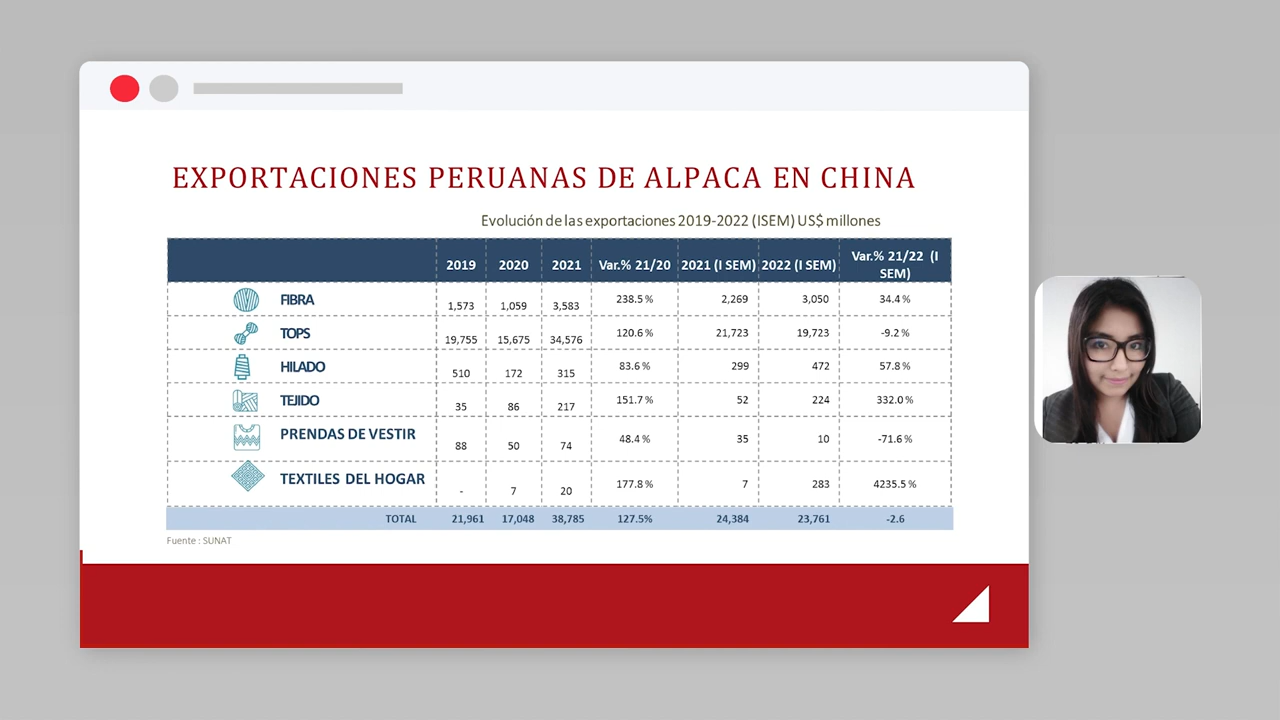 EXPORTACIONES PERUANAS DE ALPACA EN CHINA
Evolución de las exportaciones 2019-2022 (ISEM) US$ millones
2019 2020 2021 Var.% 21/20 2021 (I SEM) 2022 (I SEM) Var.% 21/22 (I SEM)
FIBRA 1,573 1,059 3,583 238.5 % 2,269 3,050 34.4 %
TOPS 19,755 15,675 34,576 120.6 % 21,723 19,723 -9.2 %
HILADO 510 172 315 83.6 % 299 472 57.8 %
TEJIDO 35 86 217 151.7 % 52 224 332.0 %
PRENDAS DE VESTIR 88 50 74 48.4 % 35 10 -71.6 %
TEXTILES DEL HOGAR - 7 20 177.8 % 7 283 4235.5 %
TOTAL 21,961 17,048 38,785 127.5% 24,384 23,761 -2.6
Fuente : SUNAT